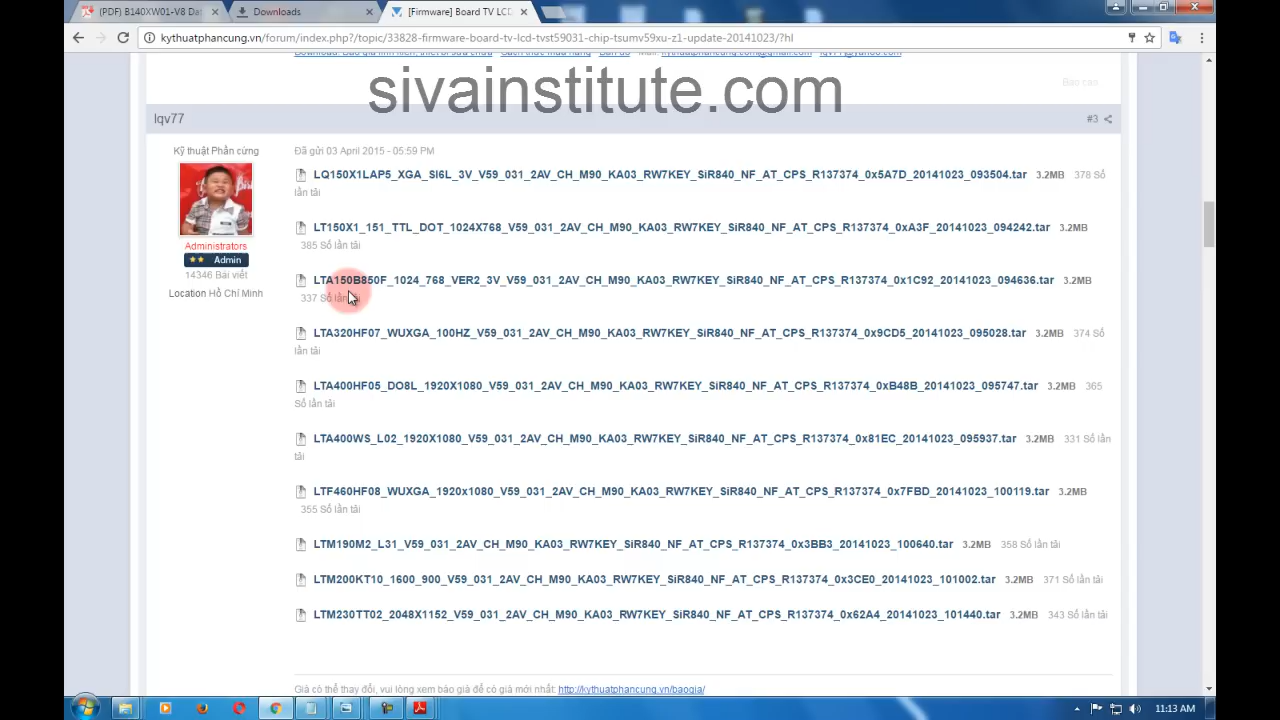 (PDF) B140XW01-V8 Da
Downloads
[Firmware] Board TV LCD
kythuatphancung.vn/forum/index.php?/topic/33828-firmware-board-tv-lcd-tvst59031-chip-tsumv59xu-z1-update-20141023/?hl
sivainstitute.com
Báo cáo
lqv77
#3
Kỹ thuật Phần cứng
Administrators
Admin
14346 Bài viết
Location Hồ Chí Minh
Đã gửi 03 April 2015 - 05:59 PM
LQ150X1LAP5_XGA_SI6L_3V_V59_031_2AV_CH_M90_KA03_RW7KEY_SiR840_NF_AT_CPS_R137374_0x5A7D_20141023_093504.tar 3.2MB 378 Số
lần tải
LT150X1_151_TTL_DOT_1024X768_V59_031_2AV_CH_M90_KA03_RW7KEY_SiR840_NF_AT_CPS_R137374_0xA3F_20141023_094242.tar 3.2MB
385 Số lần tải
LTA150B850F_1024_768_VER2_3V_V59_031_2AV_CH_M90_KA03_RW7KEY_SiR840_NF_AT_CPS_R137374_0x1C92_20141023_094636.tar 3.2MB
337 Số lần tải
LTA320HF07_WUXGA_100HZ_V59_031_2AV_CH_M90_KA03_RW7KEY_SiR840_NF_AT_CPS_R137374_0x9CD5_20141023_095028.tar 3.2MB 374 Số
lần tải
LTA400HF05_DO8L_1920X1080_V59_031_2AV_CH_M90_KA03_RW7KEY_SiR840_NF_AT_CPS_R137374_0xB48B_20141023_095747.tar 3.2MB 365
Số lần tải
LTA400WS_L02_1920X1080_V59_031_2AV_CH_M90_KA03_RW7KEY_SiR840_NF_AT_CPS_R137374_0x81EC_20141023_095937.tar 3.2MB 331 Số lần
tải
LTF460HF08_WUXGA_1920x1080_V59_031_2AV_CH_M90_KA03_RW7KEY_SiR840_NF_AT_CPS_R137374_0x7FBD_20141023_100119.tar 3.2MB
355 Số lần tải
LTM190M2_L31_V59_031_2AV_CH_M90_KA03_RW7KEY_SiR840_NF_AT_CPS_R137374_0x3BB3_20141023_100640.tar 3.2MB 358 Số lần tải
LTM200KT10_1600_900_V59_031_2AV_CH_M90_KA03_RW7KEY_SiR840_NF_AT_CPS_R137374_0x3CE0_20141023_101002.tar 3.2MB 371 Số lần tải
LTM230TT02_2048X1152_V59_031_2AV_CH_M90_KA03_RW7KEY_SiR840_NF_AT_CPS_R137374_0x62A4_20141023_101440.tar 3.2MB 343 Số lần tải
Giá có thể thay đổi, vui lòng xem báo giá để có giá mới nhất: http://kythuatphancung.vn/baogia/
11:13 AM